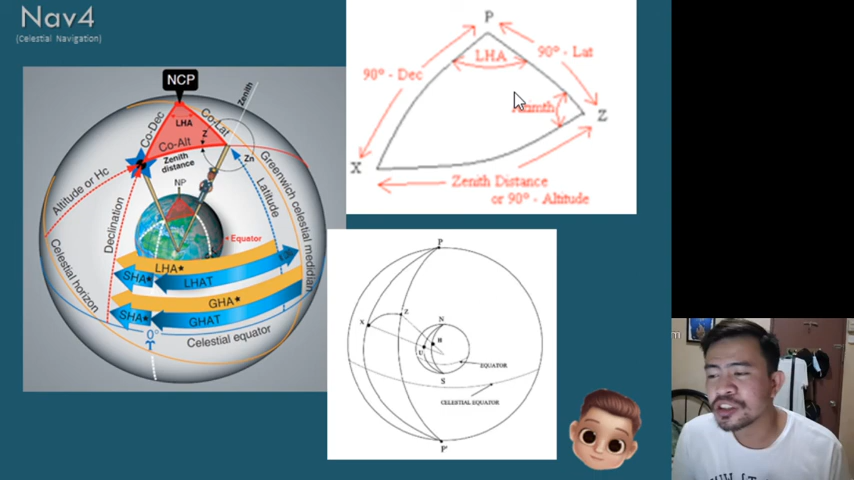 Nav4
(Celestial Navigation)
NCP
Zenith
Co-Dec
LHA
Co-Lat
Z
Co-Alt
Zenith
distance
Zn
NP
Altitude or Hc
Declination
Latitude
Greenwich celestial meridian
+Equator
Celestial horizon
LHA★
SHA★
LHAT
GHA★
SHA★
GHAT
0°
Celestial equator
P
LHA
90° - Dec
90° - Lat
Z
X
Zenith Distance
or 90° - Altitude
P
X
Z
N
H
U
S
EQUATOR
CELESTIAL EQUATOR
P'